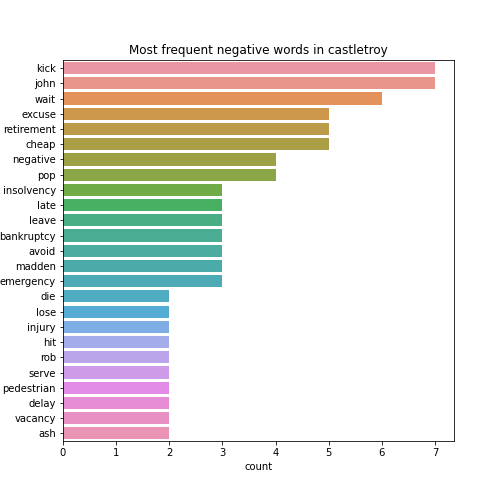 Most frequent negative words in castletroy
kick
john
wait
excuse
retirement
cheap
negative
pop
insolvency
late
leave
bankruptcy
avoid
madden
emergency
die
lose
injury
hit
rob
serve
pedestrian
delay
vacancy
ash
0 1 2 3 4 5 6 7
count